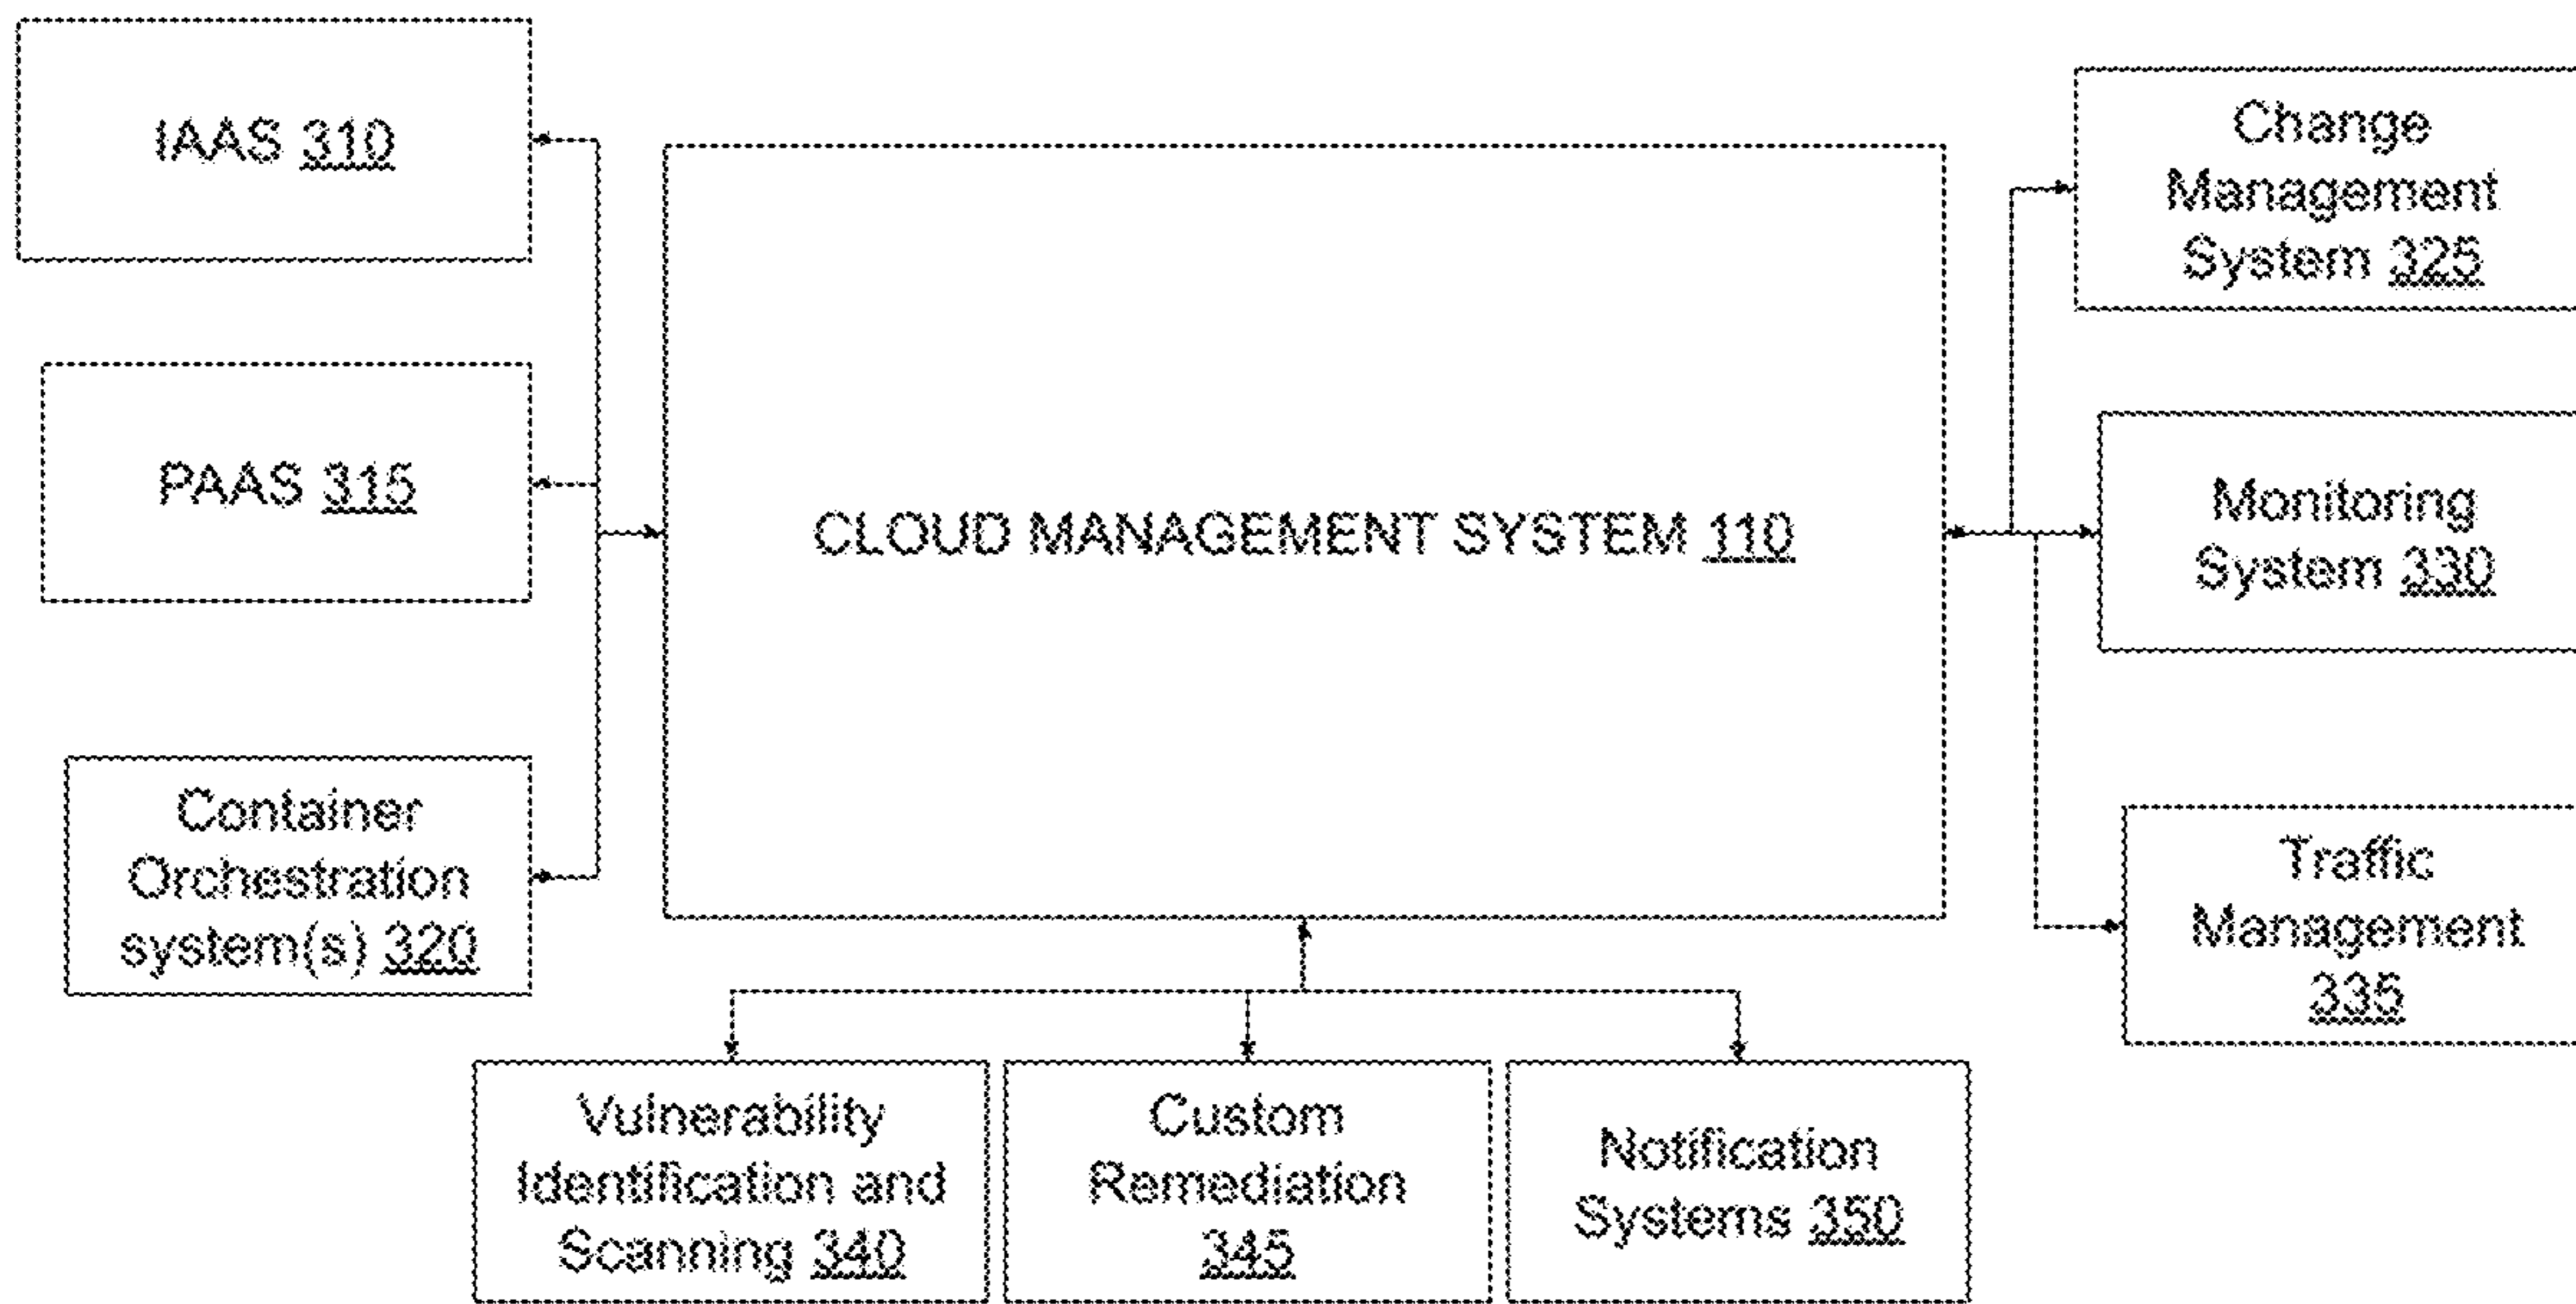 IAAS 310
PAAS 315
Container
Orchestration
system(s) 320
CLOUD MANAGEMENT SYSTEM 110
Change
Management
System 325
Monitoring
System 330
Traffic
Management
335
Vulnerability
Identification and
Scanning 340
Custom
Remediation
345
Notification
Systems 350